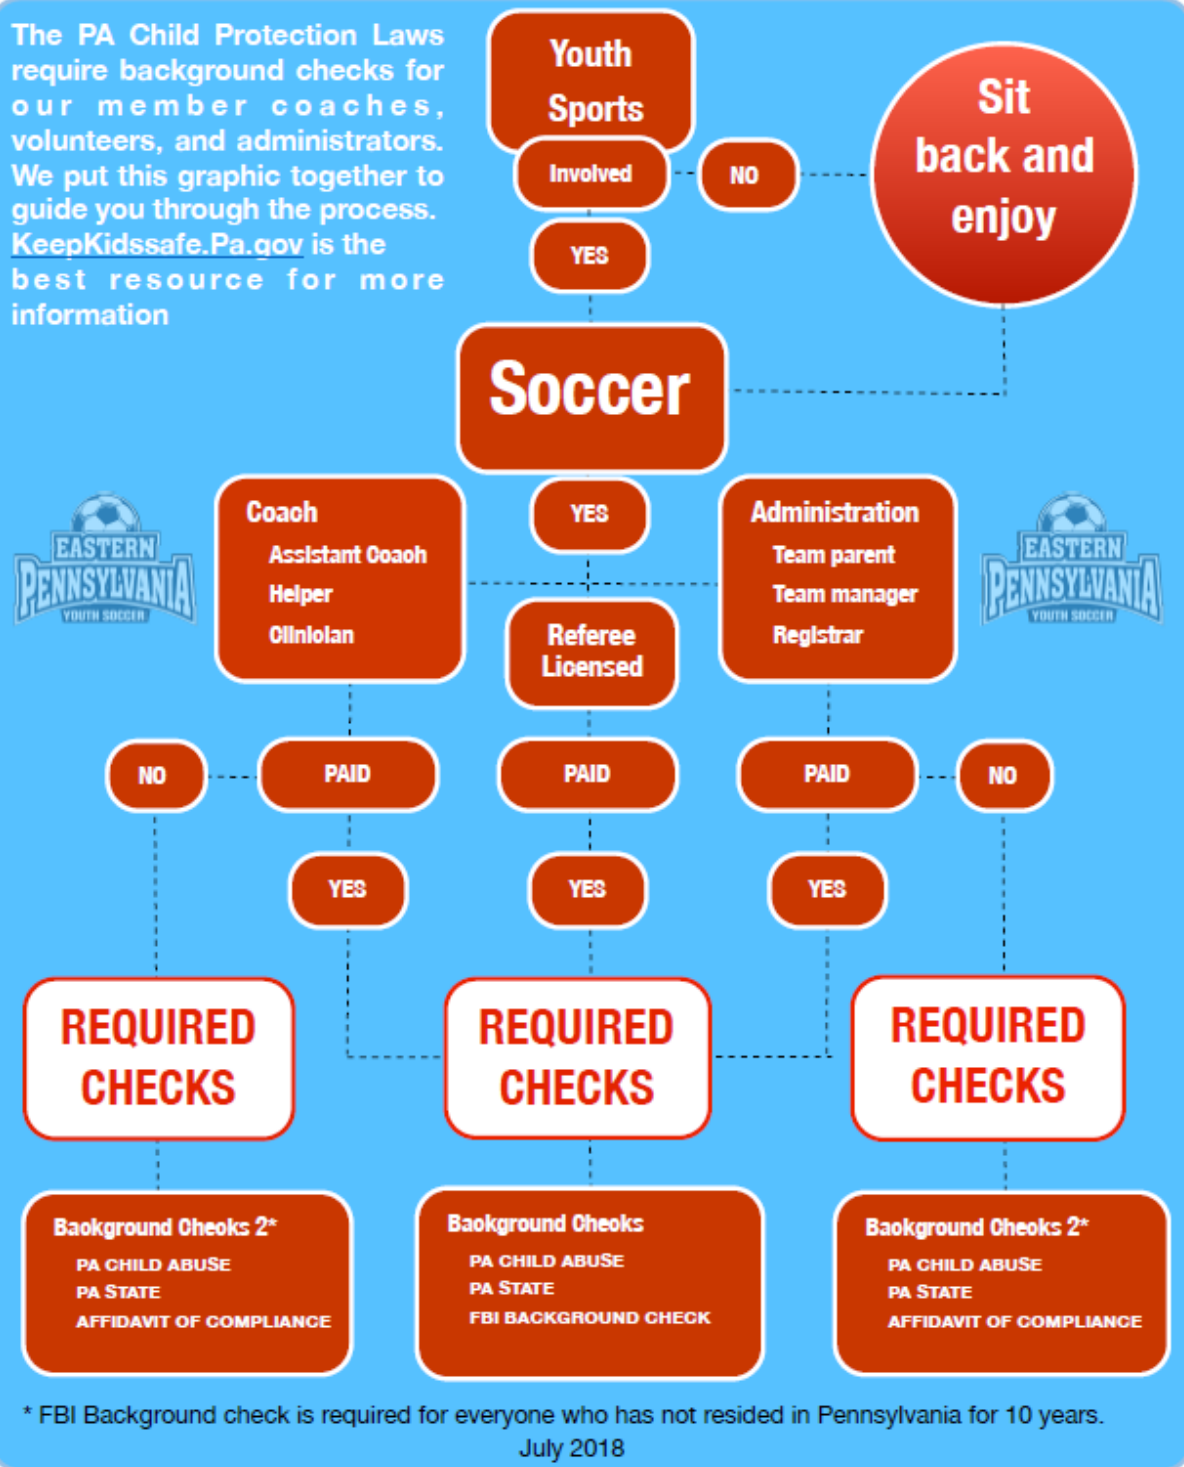 The PA Child Protection Laws
require background checks for
our member coaches,
volunteers, and administrators.
We put this graphic together to
guide you through the process.
KeepKidssafe.Pa.gov is the
best resource for more
information
Youth
Sports
Involved
NO
Sit
back and
enjoy
YES
Soccer
YES
Coach
Assistant Coach
Helper
Clinician
Administration
Team parent
Team manager
Registrar
EASTERN
PENNSYLVANIA
YOUTH SOCCER
EASTERN
PENNSYLVANIA
YOUTH SOCCER
Referee
Licensed
NO
PAID
PAID
PAID
NO
YES
YES
YES
REQUIRED
CHECKS
REQUIRED
CHECKS
REQUIRED
CHECKS
Background Checks 2*
PA CHILD ABUSE
PA STATE
AFFIDAVIT OF COMPLIANCE
Background Checks
PA CHILD ABUSE
PA STATE
FBI BACKGROUND CHECK
Background Checks 2*
PA CHILD ABUSE
PA STATE
AFFIDAVIT OF COMPLIANCE
* FBI Background check is required for everyone who has not resided in Pennsylvania for 10 years.
July 2018